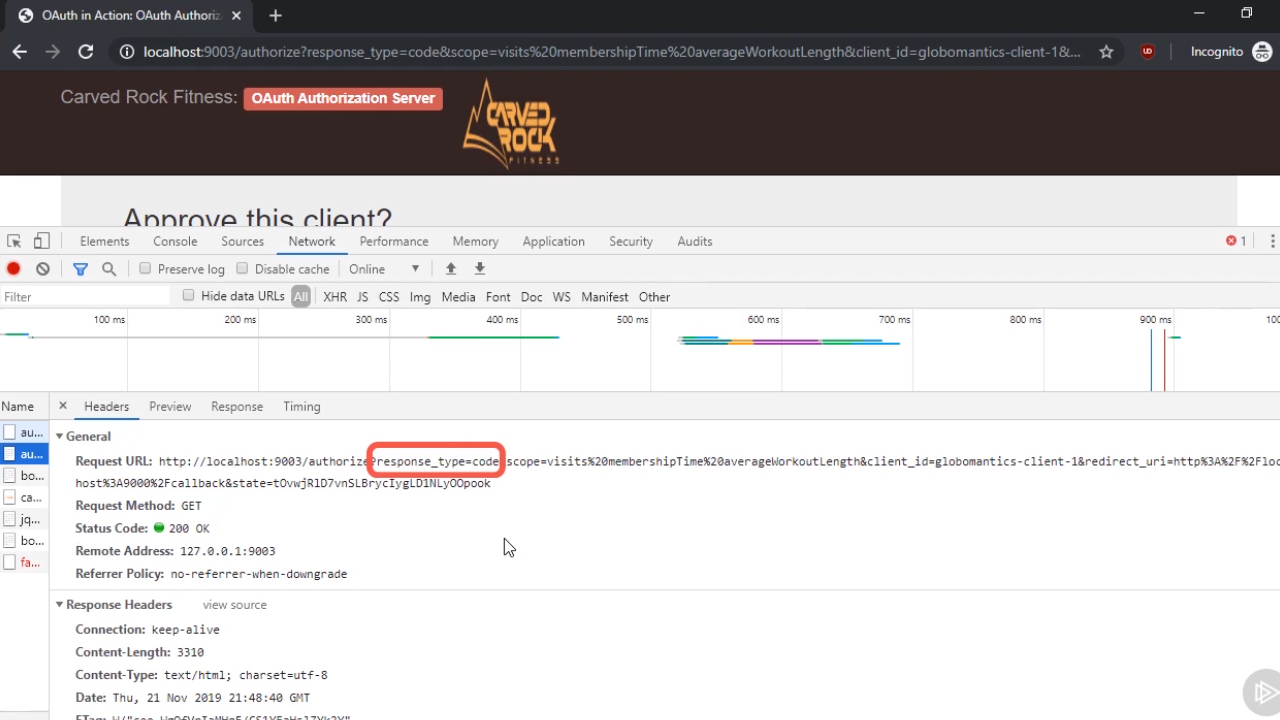 OAuth in Action: OAuth Authoriz
localhost:9003/authorize?response_type=code&scope=visits%20membershipTime%20averageWorkoutLength&client_id=globomantics-client-1&... Incognito
Carved Rock Fitness: OAuth Authorization Server
CARVED
ROCK
FITNESS
Approve this client?
Elements Console Sources Network Performance Memory Application Security Audits 1
Preserve log Disable cache Online
Filter Hide data URLs All XHR JS CSS Img Media Font Doc WS Manifest Other
100 ms 200 ms 300 ms 400 ms 500 ms 600 ms 700 ms 800 ms 900 ms 100
Name Headers Preview Response Timing
au...
General
au...
Request URL: http://localhost:9003/authorize?response_type=code&scope=visits%20membershipTime%20averageWorkoutLength&client_id=globomantics-client-1&redirect_uri=http%3A%2F%2Floc
bo...
host%3A9000%2Fcallback&state=tOvwjRlD7vnSLBrycIygLD1NLyOOpook
ca...
Request Method: GET
jq...
Status Code: 200 OK
bo...
Remote Address: 127.0.0.1:9003
fa...
Referrer Policy: no-referrer-when-downgrade
Response Headers view source
Connection: keep-alive
Content-Length: 3310
Content-Type: text/html; charset=utf-8
Date: Thu, 21 Nov 2019 21:48:40 GMT